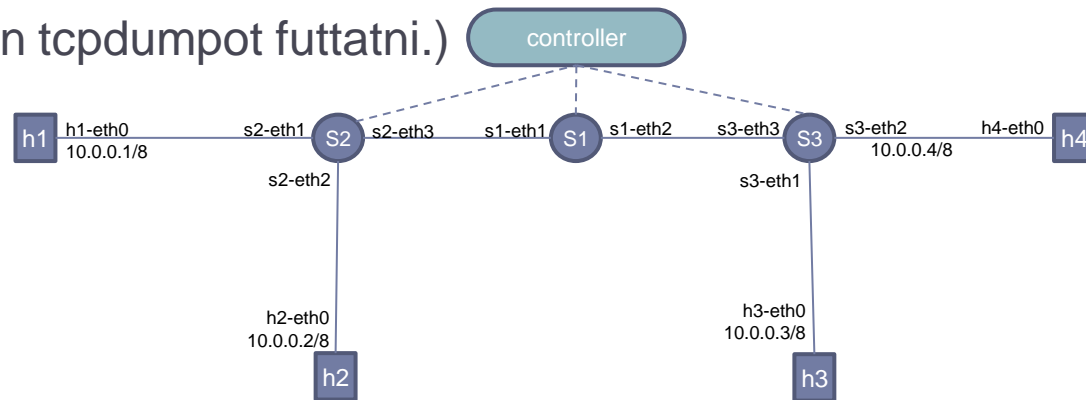 n tcpdumpot futtatni.)
controller
h1
h1-eth0
10.0.0.1/8
s2-eth1
S2
s2-eth3
s1-eth1
S1
s1-eth2
s3-eth3
S3
s3-eth2
10.0.0.4/8
h4-eth0
h4
s2-eth2
s3-eth1
h2-eth0
10.0.0.2/8
h2
h3-eth0
10.0.0.3/8
h3